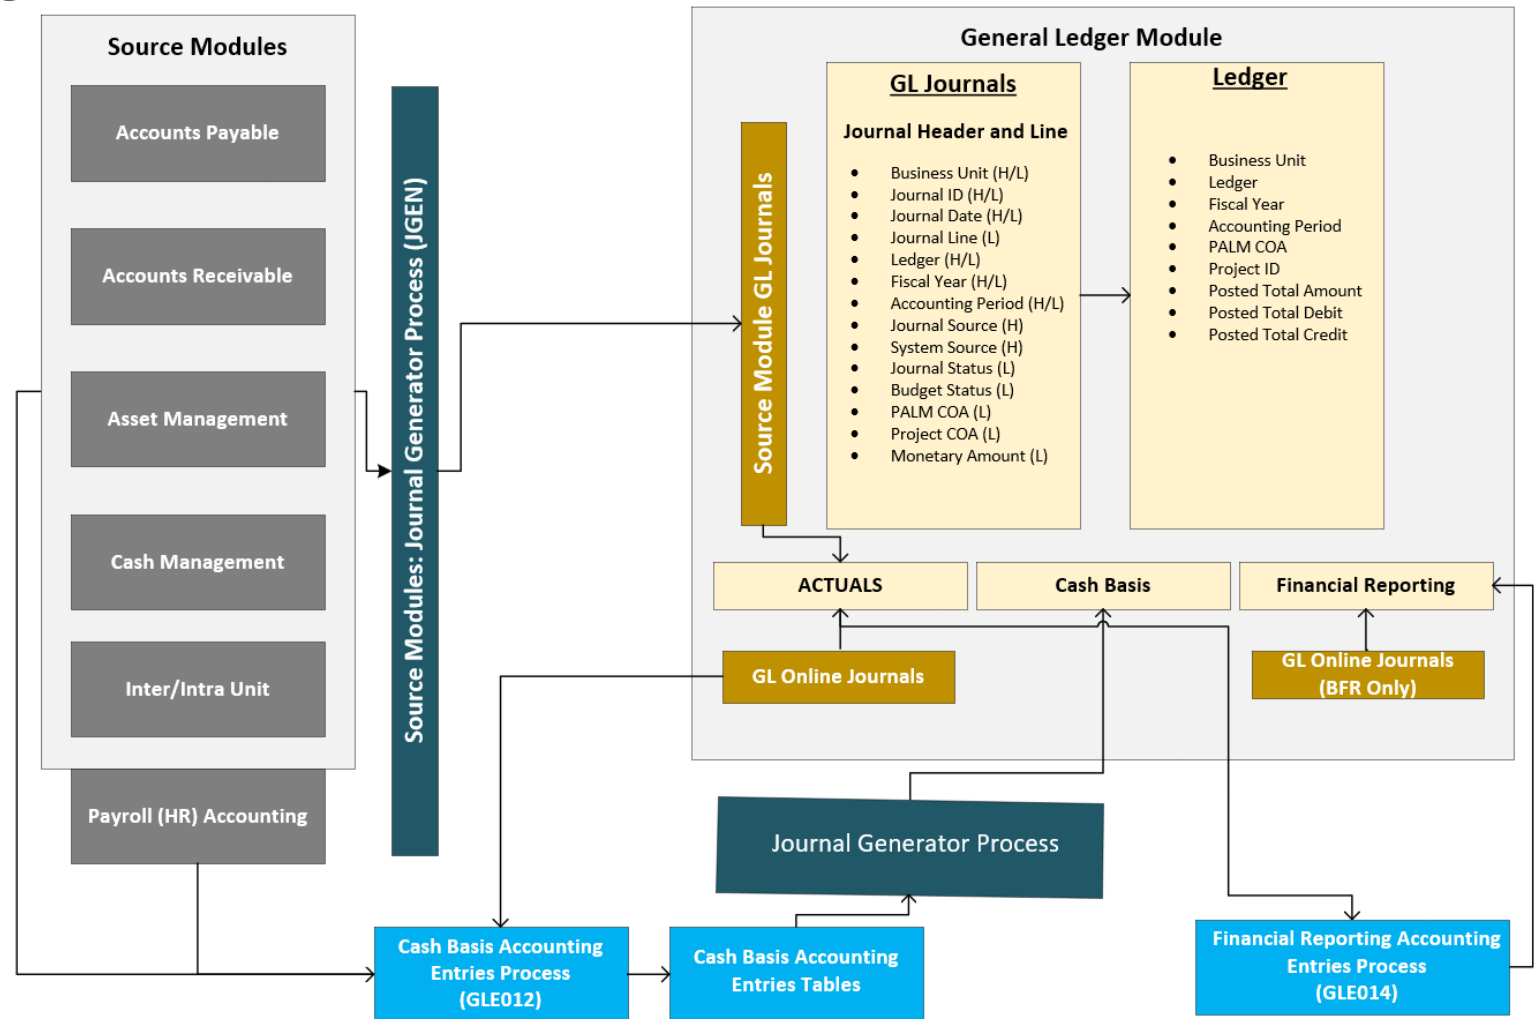 Source Modules
Accounts Payable
Accounts Receivable
Asset Management
Cash Management
Inter/Intra Unit
Payroll (HR) Accounting
Source Modules: Journal Generator Process (JGEN)
General Ledger Module
Source Module GL Journals
GL Journals
Journal Header and Line
• Business Unit (H/L)
• Journal ID (H/L)
• Journal Date (H/L)
• Journal Line (L)
• Ledger (H/L)
• Fiscal Year (H/L)
• Accounting Period (H/L)
• Journal Source (H)
• System Source (H)
• Journal Status (L)
• Budget Status (L)
• PALM COA (L)
• Project COA (L)
• Monetary Amount (L)
Ledger
• Business Unit
• Ledger
• Fiscal Year
• Accounting Period
• PALM COA
• Project ID
• Posted Total Amount
• Posted Total Debit
• Posted Total Credit
ACTUALS
Cash Basis
Financial Reporting
GL Online Journals
GL Online Journals
(BFR Only)
Journal Generator Process
Cash Basis Accounting
Entries Process
(GLE012)
Cash Basis Accounting
Entries Tables
Financial Reporting Accounting
Entries Process
(GLE014)